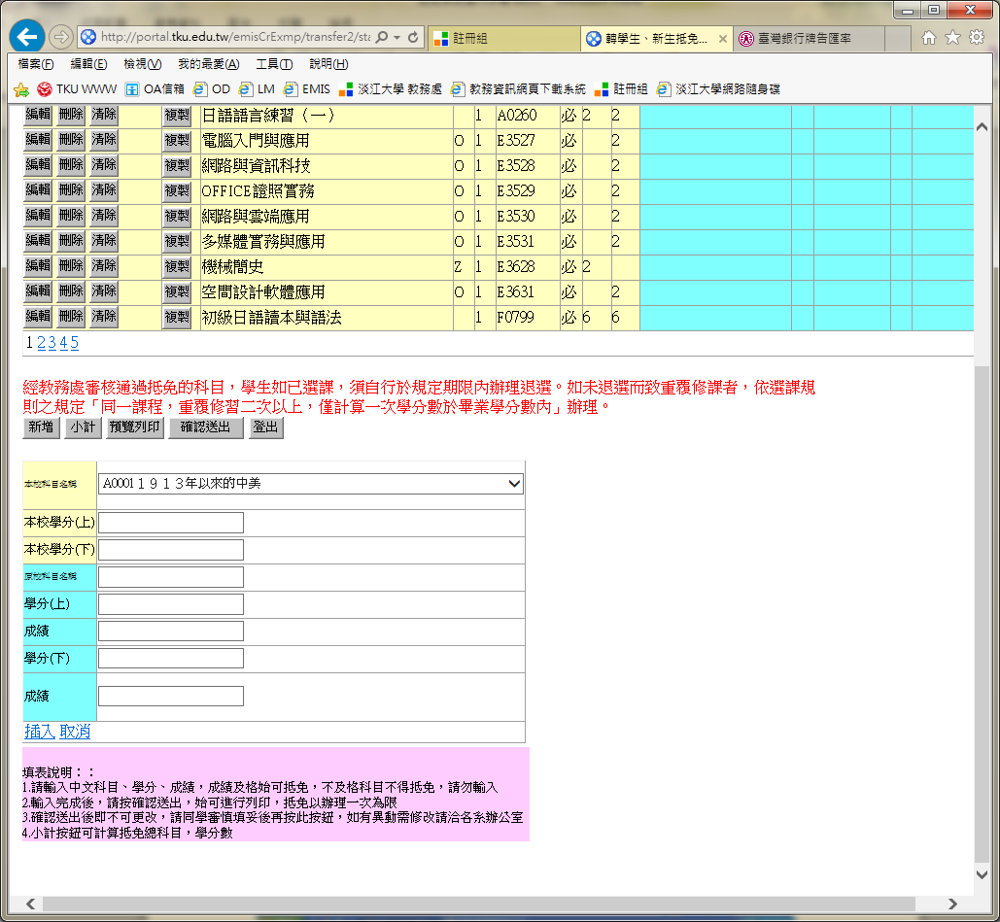 http://portal.tku.edu.tw/emisCrExmp/transfer2/sta
註冊組
轉學生、新生抵免...
臺灣銀行牌告匯率
檔案(F) 編輯(E) 檢視(V) 我的最愛(A) 工具(T) 說明(H)
TKU WWW OA信箱 OD LM EMIS 淡江大學 教務處 教務資訊網頁下載系統 註冊組 淡江大學網路隨身碟
編輯 刪除 清除 複製 日語語言練習（一） 1 A0260 必 2 2
編輯 刪除 清除 複製 電腦入門與應用 O 1 E3527 必 2
編輯 刪除 清除 複製 網路與資訊科技 O 1 E3528 必 2
編輯 刪除 清除 複製 OFFICE證照實務 O 1 E3529 必 2
編輯 刪除 清除 複製 網路與雲端應用 O 1 E3530 必 2
編輯 刪除 清除 複製 多媒體實務與應用 O 1 E3531 必 2
編輯 刪除 清除 複製 機械簡史 Z 1 E3628 必 2
編輯 刪除 清除 複製 空間設計軟體應用 O 1 E3631 必 2
編輯 刪除 清除 複製 初級日語讀本與語法 1 F0799 必 6 6
1 2 3 4 5
經教務處審核通過抵免的科目，學生如已選課，須自行於規定期限內辦理退選。如未退選而致重覆修課者，依選課規
則之規定「同一課程，重覆修習二次以上，僅計算一次學分數於畢業學分數內」辦理。
新增 小計 預覽列印 確認送出 登出
本校科目名稱 A0001１９１３年以來的中美
本校學分(上)
本校學分(下)
原校科目名稱
學分(上)
成績
學分(下)
成績
插入 取消
填表說明：：
1.請輸入中文科目、學分、成績，成績及格始可抵免，不及格科目不得抵免，請勿輸入
2.輸入完成後，請按確認送出，始可進行列印，抵免以辦理一次為限
3.確認送出後即不可更改，請同學審慎填妥後再按此按鈕，如有異動需修改請洽各系辦公室
4.小計按鈕可計算抵免總科目，學分數